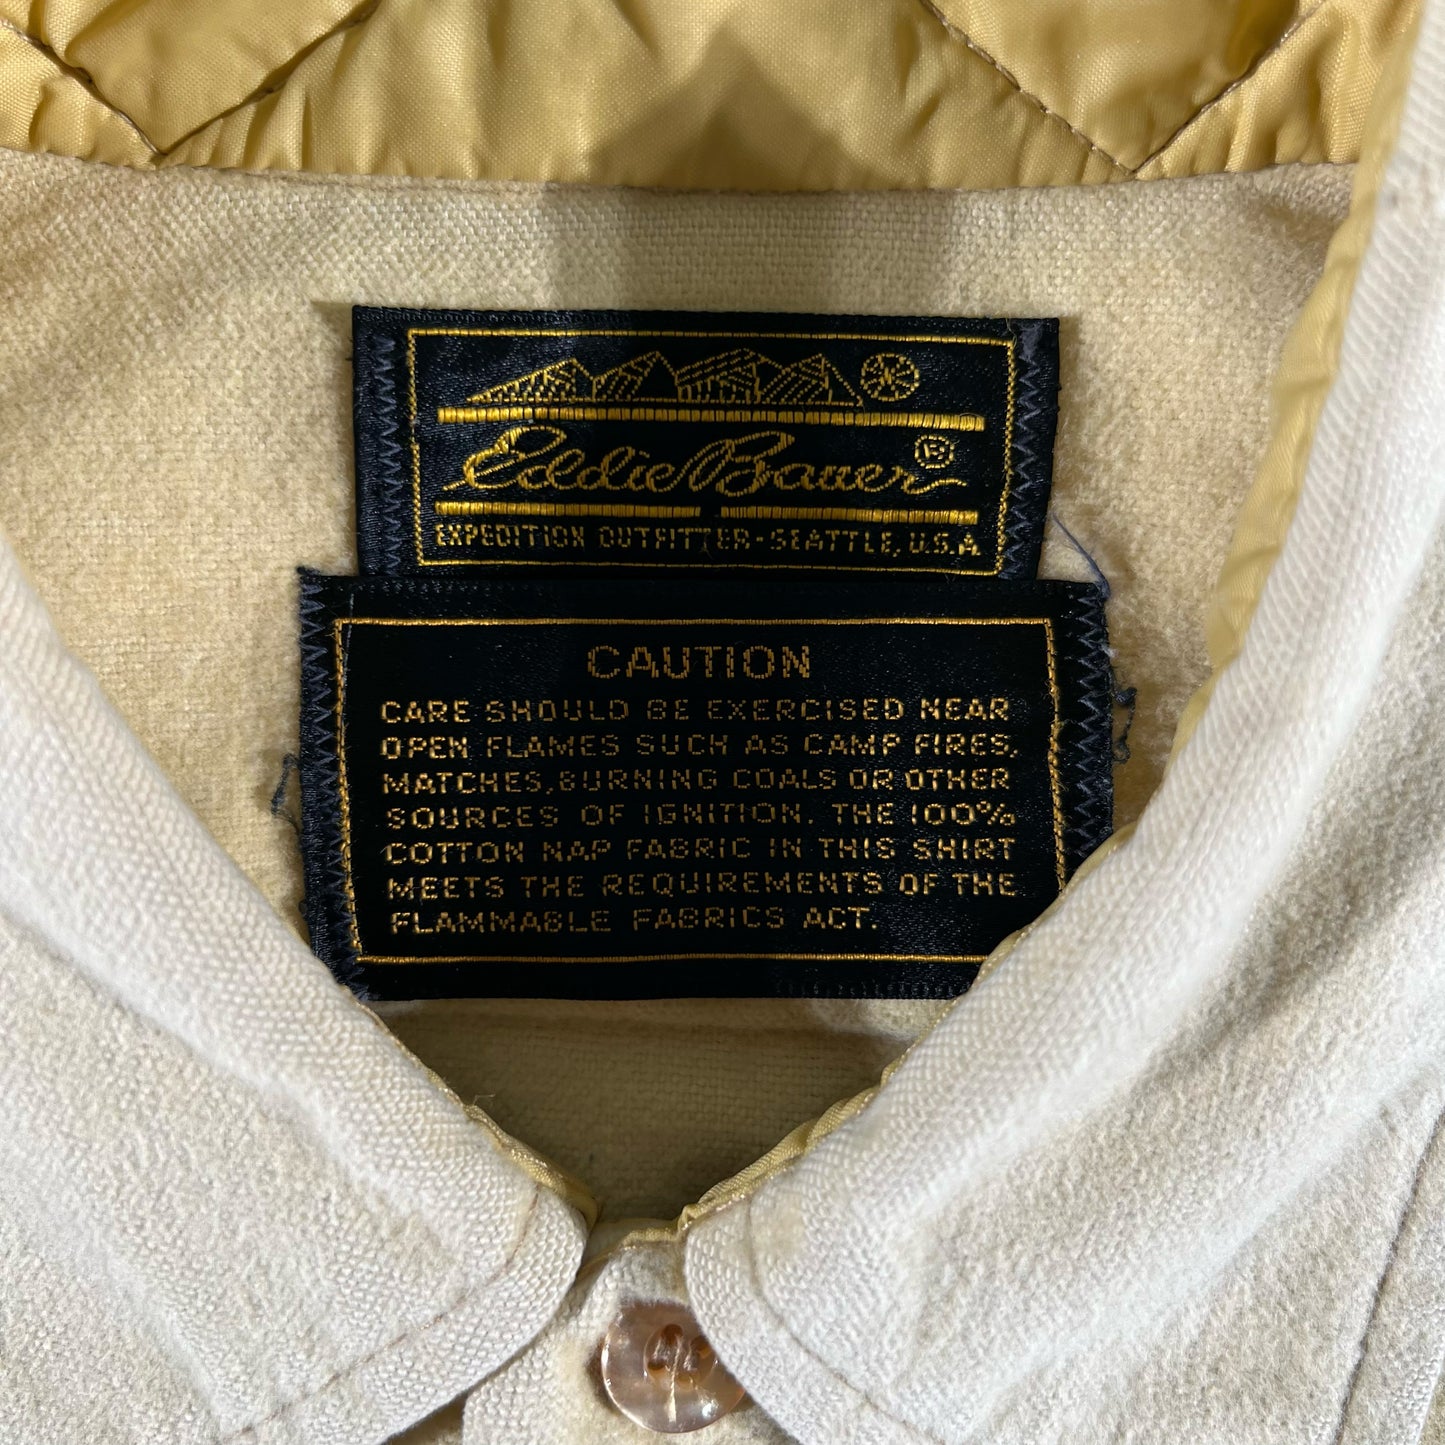 Eddie Bauer®
EXPEDITION OUTFITTER-SEATTLE, U.S.A.
CAUTION
CARE SHOULD BE EXERCISED NEAR
OPEN FLAMES SUCH AS CAMP FIRES,
MATCHES, BURNING COALS OR OTHER
SOURCES OF IGNITION. THE 100%
COTTON NAP FABRIC IN THIS SHIRT
MEETS THE REQUIREMENTS OF THE
FLAMMABLE FABRICS ACT.